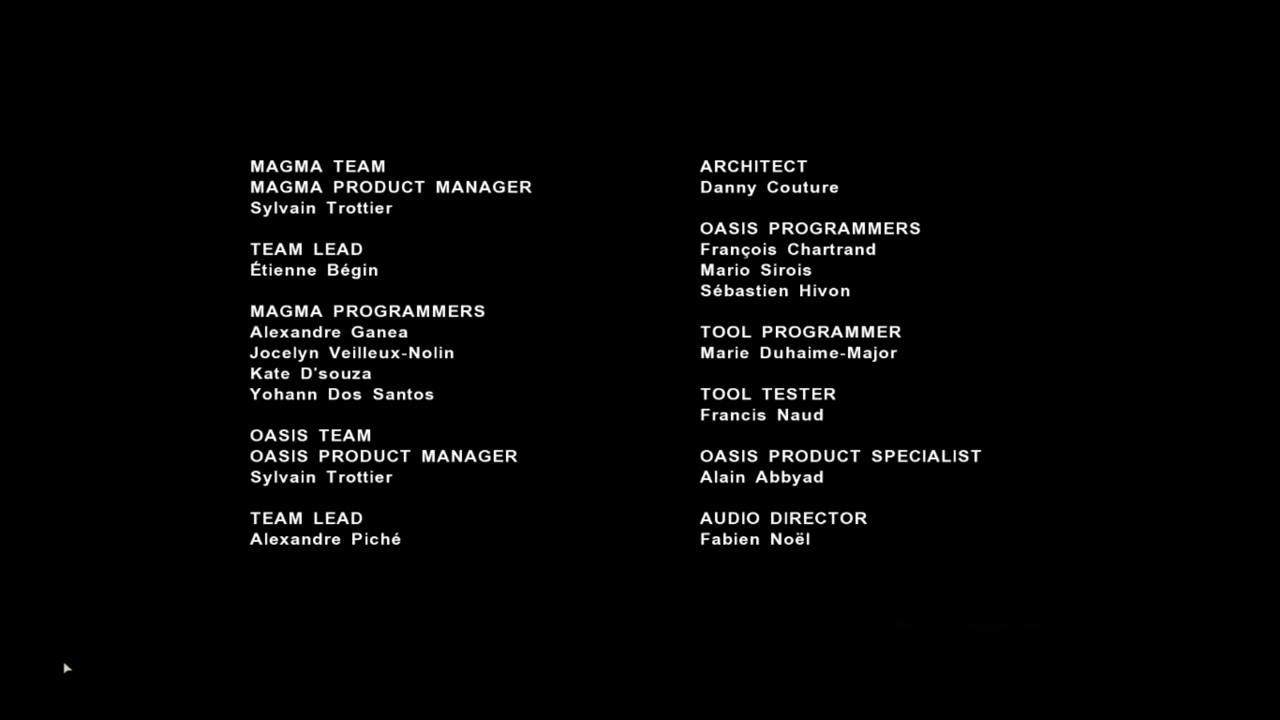 MAGMA TEAM
MAGMA PRODUCT MANAGER
Sylvain Trottier
TEAM LEAD
Étienne Bégin
MAGMA PROGRAMMERS
Alexandre Ganea
Jocelyn Veilleux-Nolin
Kate D'souza
Yohann Dos Santos
OASIS TEAM
OASIS PRODUCT MANAGER
Sylvain Trottier
TEAM LEAD
Alexandre Piché
ARCHITECT
Danny Couture
OASIS PROGRAMMERS
François Chartrand
Mario Sirois
Sébastien Hivon
TOOL PROGRAMMER
Marie Duhaime-Major
TOOL TESTER
Francis Naud
OASIS PRODUCT SPECIALIST
Alain Abbyad
AUDIO DIRECTOR
Fabien Noël